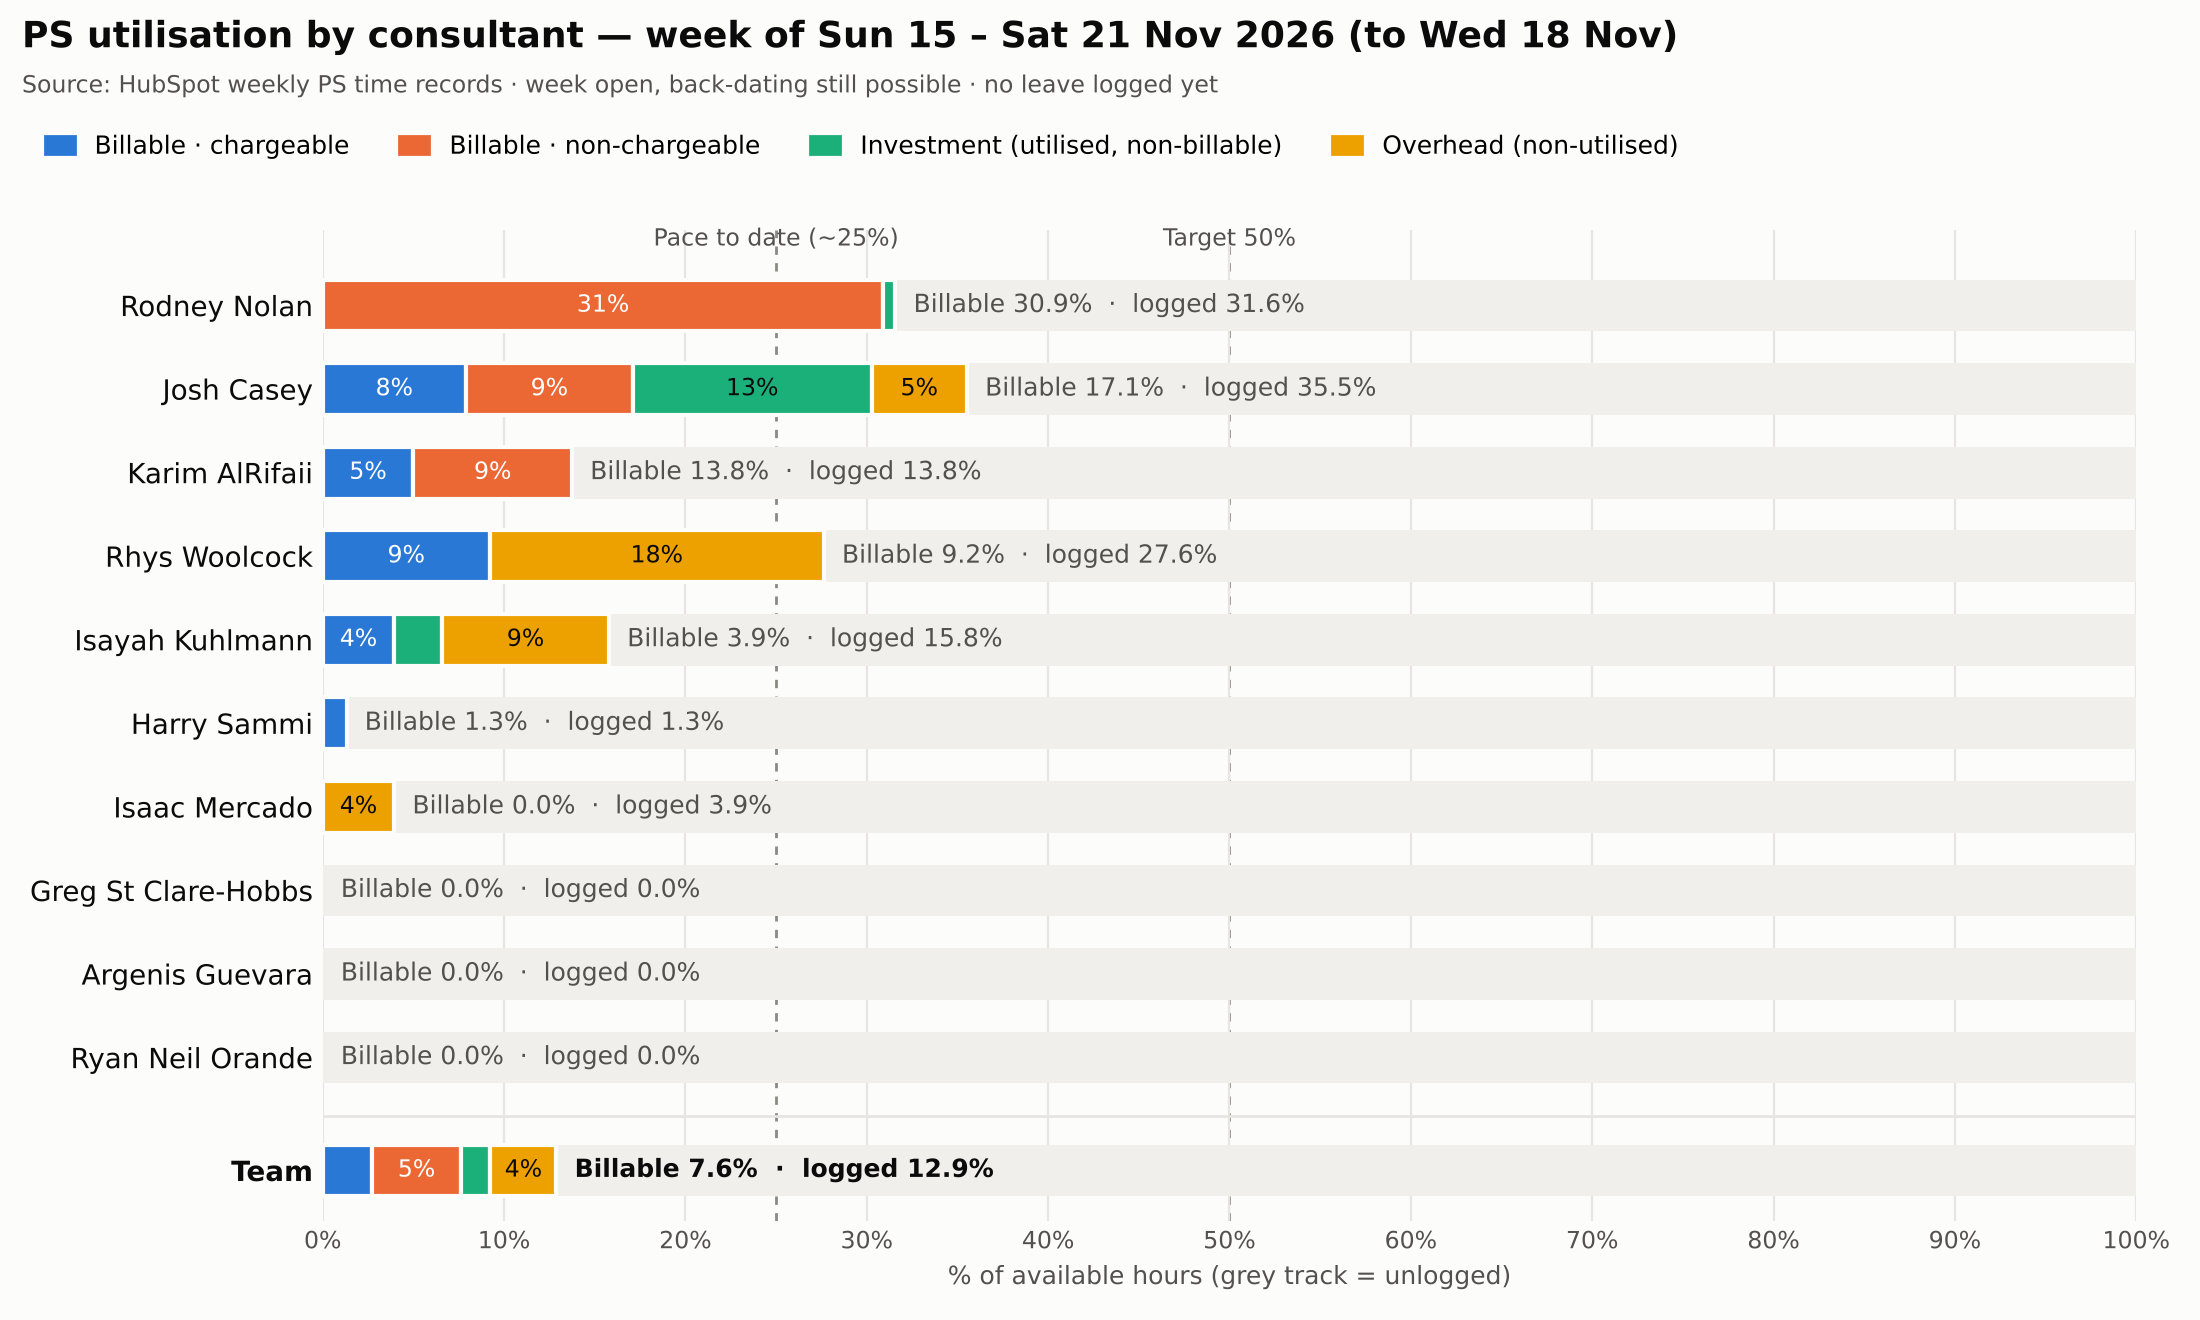 PS utilisation by consultant — week of Sun 15 – Sat 21 Nov 2026 (to Wed 18 Nov)
Source: HubSpot weekly PS time records · week open, back-dating still possible · no leave logged yet
Billable · chargeable
Billable · non-chargeable
Investment (utilised, non-billable)
Overhead (non-utilised)
Pace to date (~25%)
Target 50%
Rodney Nolan
31%
Billable 30.9% · logged 31.6%
Josh Casey
8%
9%
13%
5%
Billable 17.1% · logged 35.5%
Karim AlRifaii
5%
9%
Billable 13.8% · logged 13.8%
Rhys Woolcock
9%
18%
Billable 9.2% · logged 27.6%
Isayah Kuhlmann
4%
9%
Billable 3.9% · logged 15.8%
Harry Sammi
Billable 1.3% · logged 1.3%
Isaac Mercado
4%
Billable 0.0% · logged 3.9%
Greg St Clare-Hobbs
Billable 0.0% · logged 0.0%
Argenis Guevara
Billable 0.0% · logged 0.0%
Ryan Neil Orande
Billable 0.0% · logged 0.0%
Team
5%
4%
Billable 7.6% · logged 12.9%
0%
10%
20%
30%
40%
50%
60%
70%
80%
90%
100%
% of available hours (grey track = unlogged)